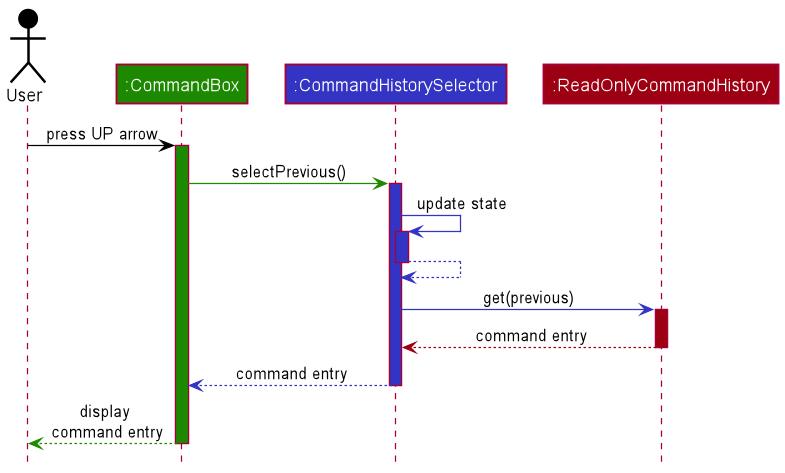 User
:CommandBox
:CommandHistorySelector
:ReadOnlyCommandHistory
press UP arrow
selectPrevious()
update state
get(previous)
command entry
command entry
display
command entry